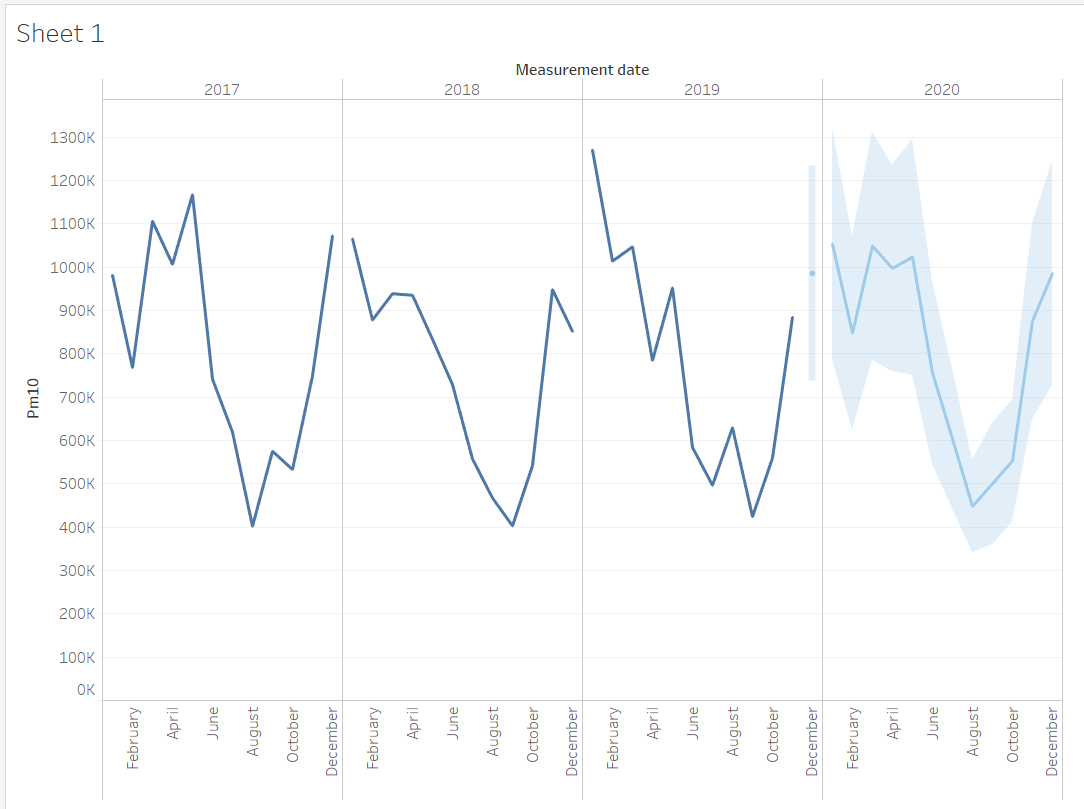 Sheet 1
Measurement date
2017 2018 2019 2020
1300K
1200K
1100K
1000K
900K
800K
700K
600K
500K
400K
300K
200K
100K
0K
Pm10
February April June August October December February April June August October December February April June August October December February April June August October December